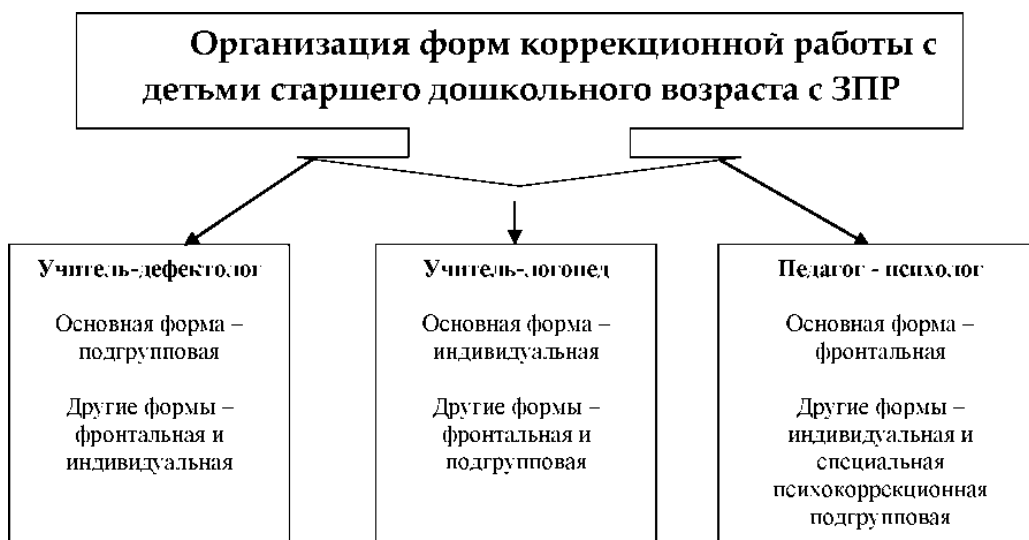 Организация форм коррекционной работы с
детьми старшего дошкольного возраста с ЗПР
Учитель-дефектолог
Основная форма –
подгрупповая
Другие формы –
фронтальная и
индивидуальная
Учитель-логопед
Основная форма –
индивидуальная
Другие формы –
фронтальная и
подгрупповая
Педагог - психолог
Основная форма –
фронтальная
Другие формы –
индивидуальная и
специальная
психокоррекционная
подгрупповая